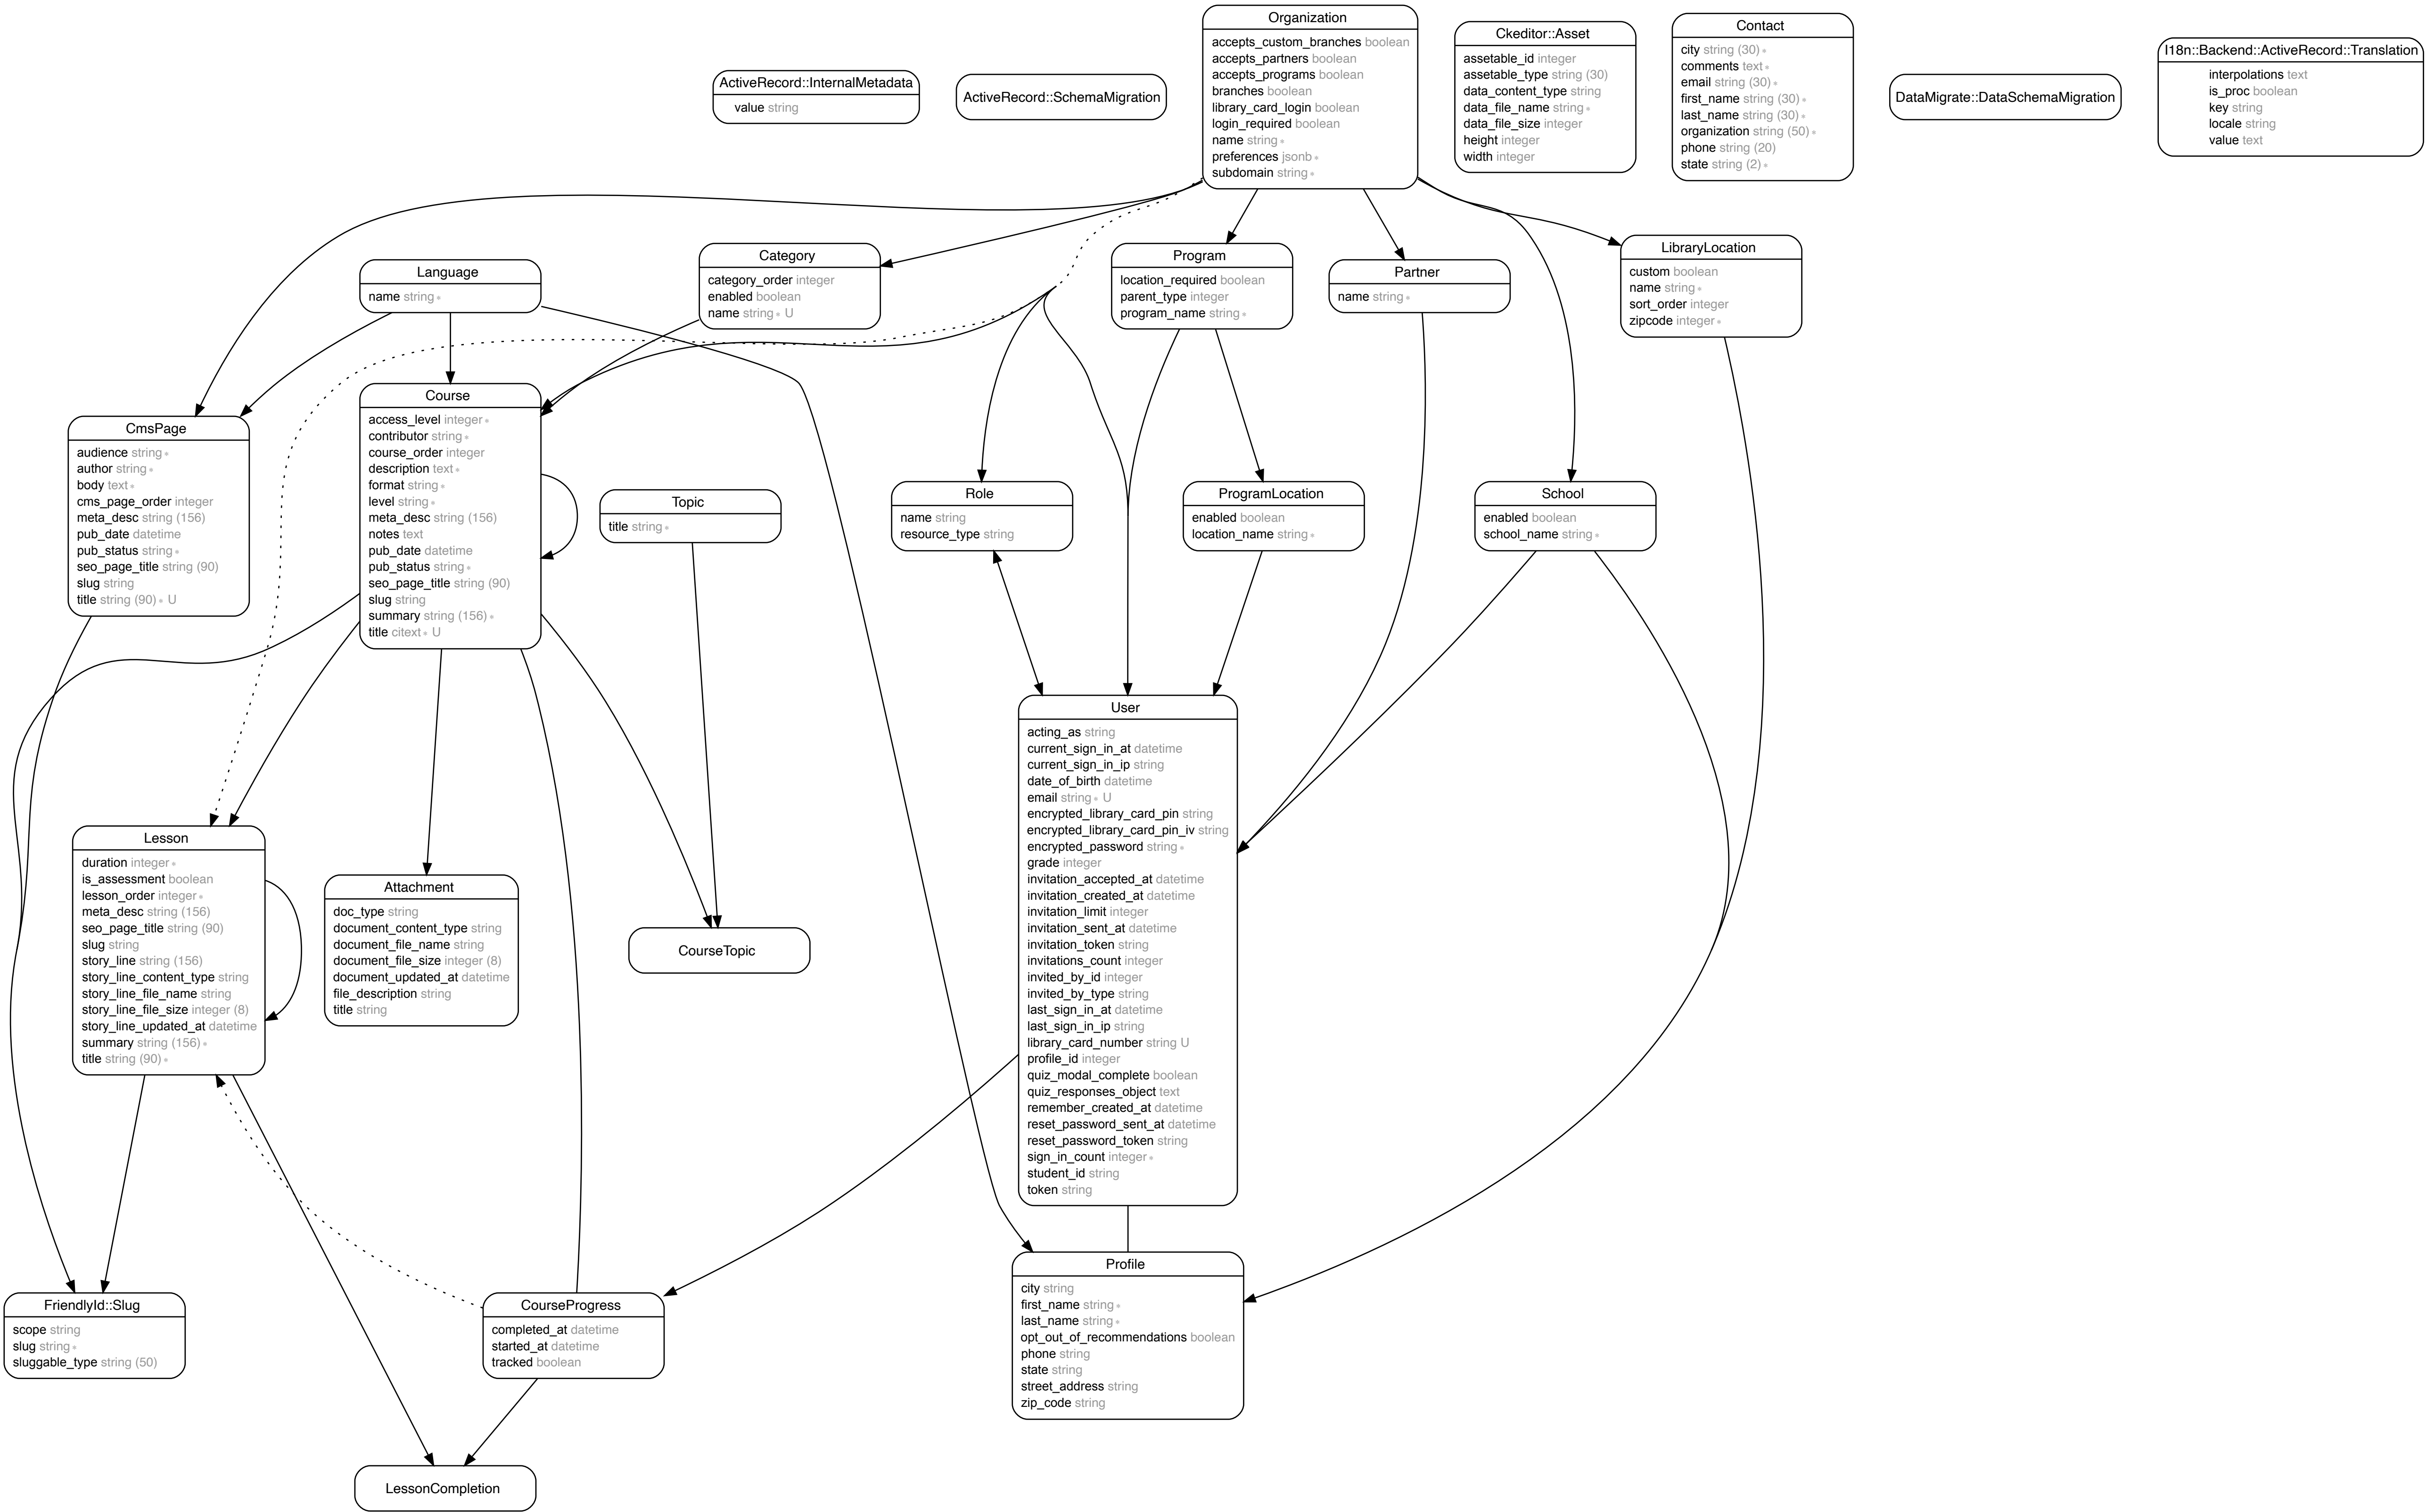 Organization
accepts_custom_branches boolean
accepts_partners boolean
accepts_programs boolean
branches boolean
library_card_login boolean
login_required boolean
name string *
preferences jsonb *
subdomain string *
Ckeditor::Asset
assetable_id integer
assetable_type string (30)
data_content_type string
data_file_name string *
data_file_size integer
height integer
width integer
Contact
city string (30) *
comments text *
email string (30) *
first_name string (30) *
last_name string (30) *
organization string (50) *
phone string (20)
state string (2) *
I18n::Backend::ActiveRecord::Translation
interpolations text
is_proc boolean
key string
locale string
value text
ActiveRecord::InternalMetadata
value string
ActiveRecord::SchemaMigration
DataMigrate::DataSchemaMigration
Language
name string *
Category
category_order integer
enabled boolean
name string * U
Program
location_required boolean
parent_type integer
program_name string *
Partner
name string *
LibraryLocation
custom boolean
name string *
sort_order integer
zipcode integer *
CmsPage
audience string *
author string *
body text *
cms_page_order integer
meta_desc string (156)
pub_date datetime
pub_status string *
seo_page_title string (90)
slug string
title string (90) * U
Course
access_level integer *
contributor string *
course_order integer
description text *
format string *
level string *
meta_desc string (156)
notes text
pub_date datetime
pub_status string *
seo_page_title string (90)
slug string
summary string (156) *
title citext * U
Topic
title string *
Role
name string
resource_type string
ProgramLocation
enabled boolean
location_name string *
School
enabled boolean
school_name string *
User
acting_as string
current_sign_in_at datetime
current_sign_in_ip string
date_of_birth datetime
email string * U
encrypted_library_card_pin string
encrypted_library_card_pin_iv string
encrypted_password string *
grade integer
invitation_accepted_at datetime
invitation_created_at datetime
invitation_limit integer
invitation_sent_at datetime
invitation_token string
invitations_count integer
invited_by_id integer
invited_by_type string
last_sign_in_at datetime
last_sign_in_ip string
library_card_number string U
profile_id integer
quiz_modal_complete boolean
quiz_responses_object text
remember_created_at datetime
reset_password_sent_at datetime
reset_password_token string
sign_in_count integer *
student_id string
token string
Lesson
duration integer *
is_assessment boolean
lesson_order integer *
meta_desc string (156)
seo_page_title string (90)
slug string
story_line string (156)
story_line_content_type string
story_line_file_name string
story_line_file_size integer (8)
story_line_updated_at datetime
summary string (156) *
title string (90) *
Attachment
doc_type string
document_content_type string
document_file_name string
document_file_size integer (8)
document_updated_at datetime
file_description string
title string
CourseTopic
FriendlyId::Slug
scope string
slug string *
sluggable_type string (50)
CourseProgress
completed_at datetime
started_at datetime
tracked boolean
Profile
city string
first_name string *
last_name string *
opt_out_of_recommendations boolean
phone string
state string
street_address string
zip_code string
LessonCompletion